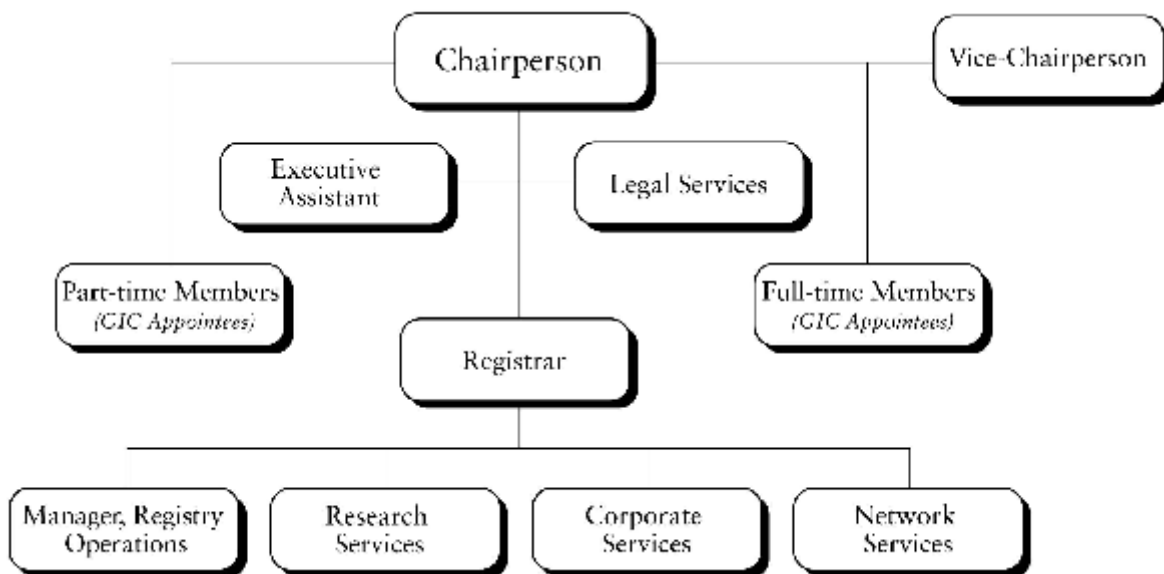 Chairperson
Vice-Chairperson
Executive
Assistant
Legal Services
Part-time Members
(GIC Appointees)
Full-time Members
(GIC Appointees)
Registrar
Manager, Registry
Operations
Research
Services
Corporate
Services
Network
Services